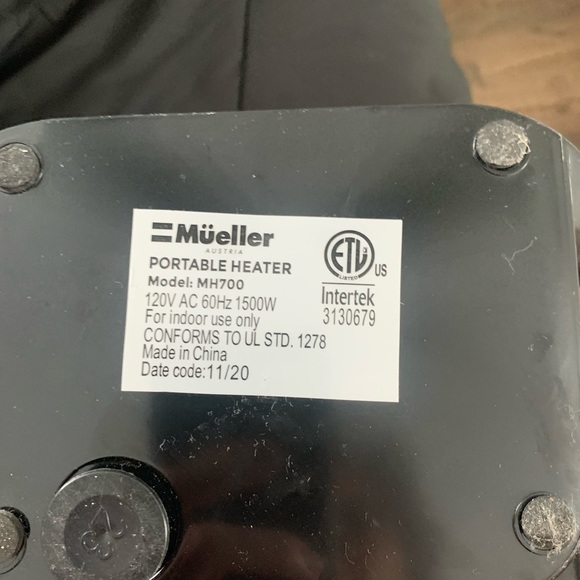 Mueller
AUSTRIA
PORTABLE HEATER
Model: MH700
120V AC 60Hz 1500W
For indoor use only
CONFORMS TO UL STD. 1278
Made in China
Date code:11/20
ETL
LISTED
US
Intertek
3130679